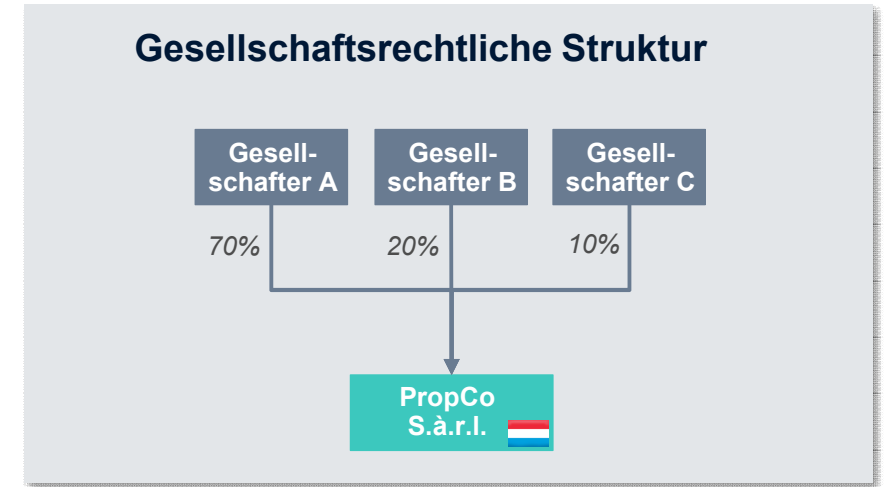 Gesellschaftsrechtliche Struktur
Gesell-
schafter A
Gesell-
schafter B
Gesell-
schafter C
70%
20%
10%
PropCo
S.à.r.l.